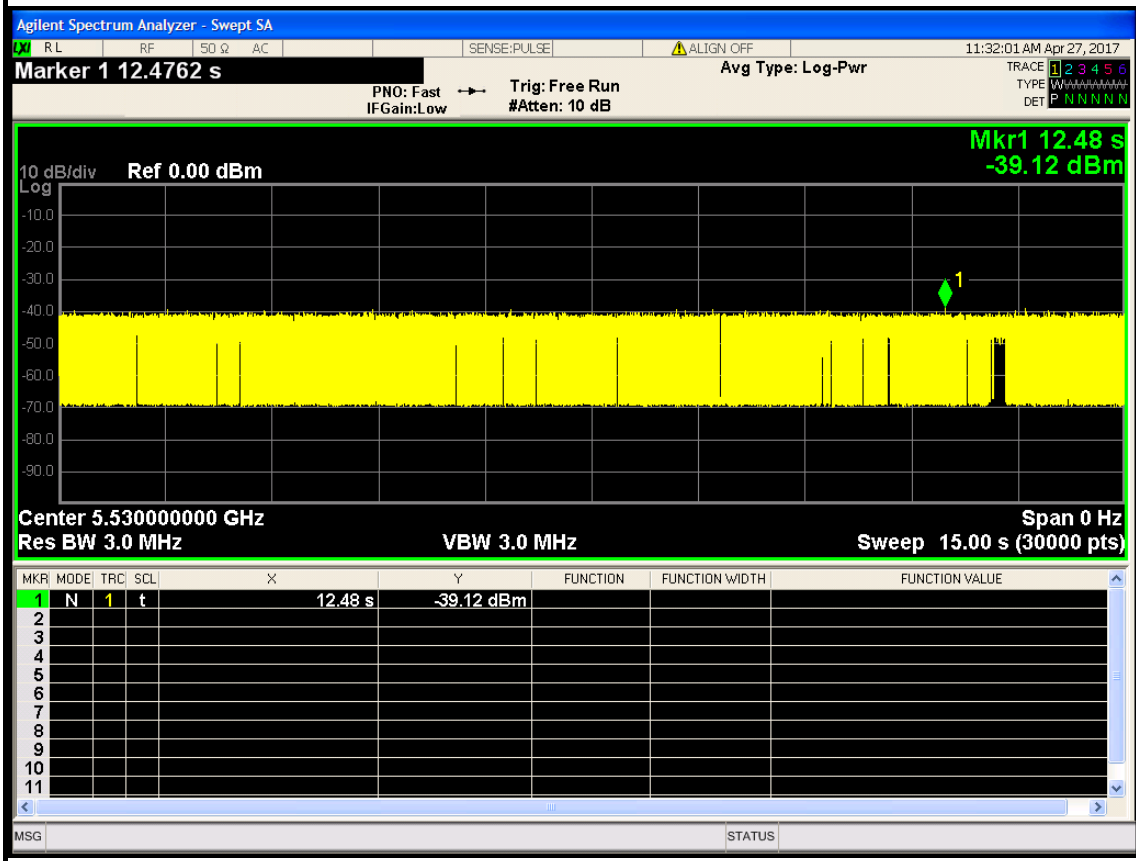 Agilent Spectrum Analyzer - Swept SA
LXI RL RF 50 Ω AC SENSE:PULSE ALIGN OFF 11:32:01 AM Apr 27, 2017
Marker 1 12.4762 s
PNO: Fast
IFGain:Low
Trig: Free Run
#Atten: 10 dB
Avg Type: Log-Pwr
TRACE 1 2 3 4 5 6
TYPE WWWWWW
DET P N N N N N
Mkr1 12.48 s
-39.12 dBm
10 dB/div Ref 0.00 dBm
Log
-10.0
-20.0
-30.0
1
-40.0
-50.0
-60.0
-70.0
-80.0
-90.0
Center 5.530000000 GHz Span 0 Hz
Res BW 3.0 MHz VBW 3.0 MHz Sweep 15.00 s (30000 pts)
MKR MODE TRC SCL X Y FUNCTION FUNCTION WIDTH FUNCTION VALUE
1 N 1 t 12.48 s -39.12 dBm
2
3
4
5
6
7
8
9
10
11
MSG STATUS